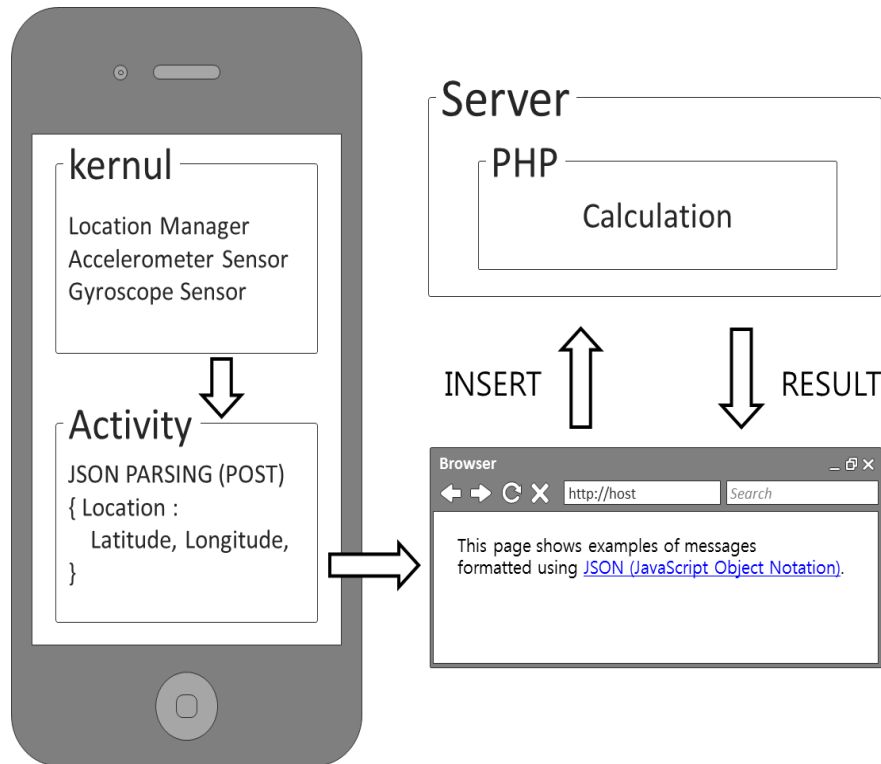 kernul
Location Manager
Accelerometer Sensor
Gyroscope Sensor
Activity
JSON PARSING (POST)
{ Location :
Latitude, Longitude,
}
Server
PHP
Calculation
INSERT
RESULT
Browser
http://host
Search
This page shows examples of messages
formatted using JSON (JavaScript Object Notation).